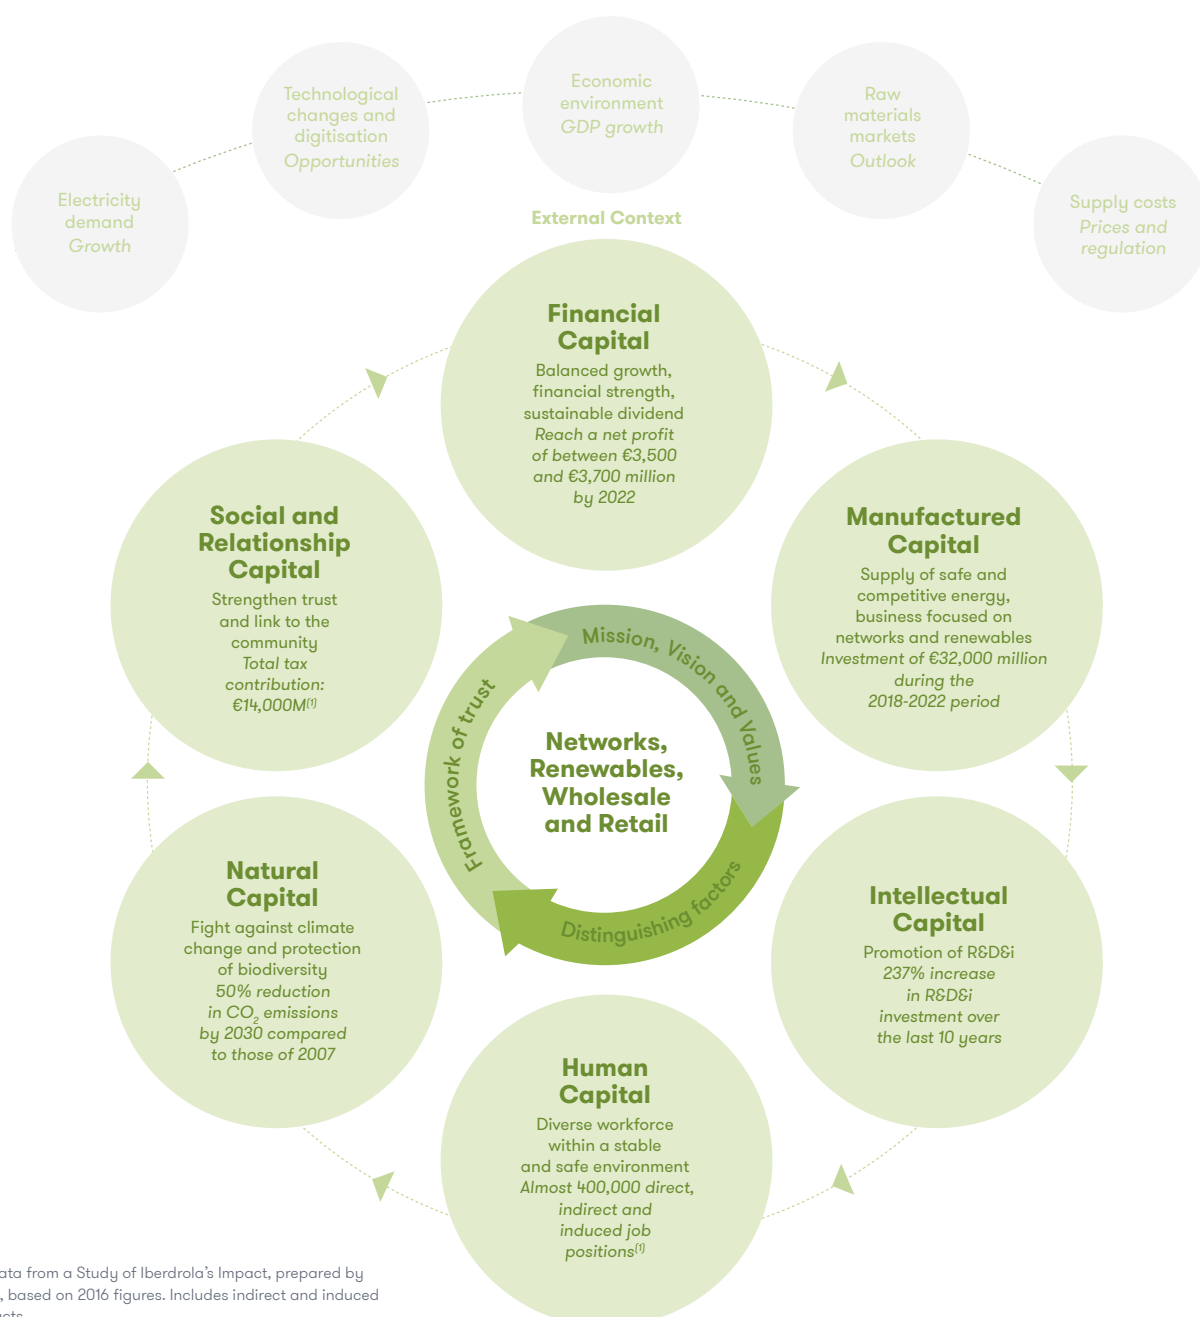 Economic
environment
GDP growth
Technological
changes and
digitisation
Opportunities
Raw
materials
markets
Outlook
Electricity
demand
Growth
Supply costs
Prices and
regulation
External Context
Financial
Capital
Balanced growth,
financial strength,
sustainable dividend
Reach a net profit
of between €3,500
and €3,700 million
by 2022
Social and
Relationship
Capital
Strengthen trust
and link to the
community
Total tax
contribution:
€14,000M(1)
Manufactured
Capital
Supply of safe and
competitive energy,
business focused on
networks and renewables
Investment of €32,000 million
during the
2018-2022 period
Mission, Vision and Values
Framework of trust
Distinguishing factors
Networks,
Renewables,
Wholesale
and Retail
Natural
Capital
Fight against climate
change and protection
of biodiversity
50% reduction
in CO2 emissions
by 2030 compared
to those of 2007
Intellectual
Capital
Promotion of R&D&i
237% increase
in R&D&i
investment over
the last 10 years
Human
Capital
Diverse workforce
within a stable
and safe environment
Almost 400,000 direct,
indirect and
induced job
positions(1)
from a Study of Iberdrola's Impact, prepared by
, based on 2016 figures. Includes indirect and induced